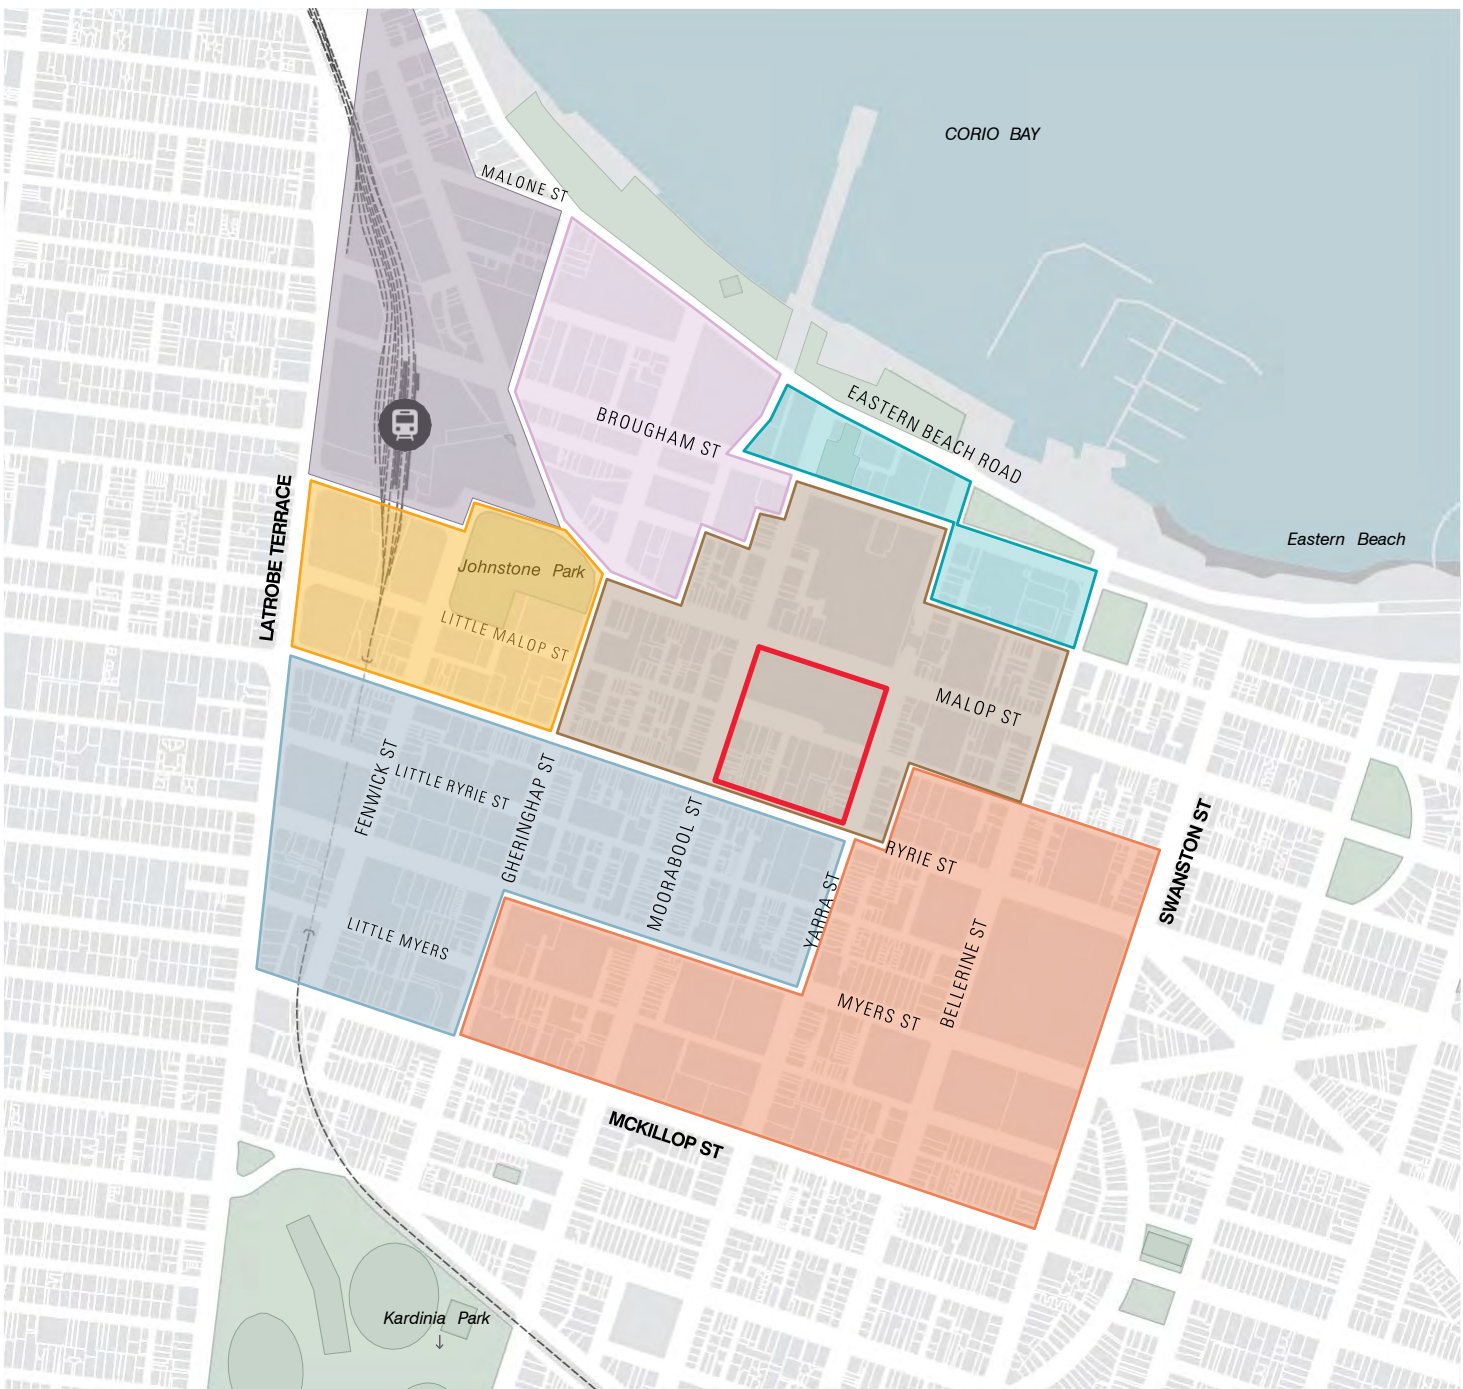 CORIO BAY
MALONE ST
EASTERN BEACH ROAD
BROUGHAM ST
Eastern Beach
LATROBE TERRACE
Johnstone Park
LITTLE MALOP ST
MALOP ST
FENWICK ST
LITTLE RYRIE ST
GHERINGHAP ST
MOORABOOL ST
RYRIE ST
YARRA ST
SWANSTON ST
LITTLE MYERS
BELLERINE ST
MYERS ST
MCKILLOP ST
Kardinia Park